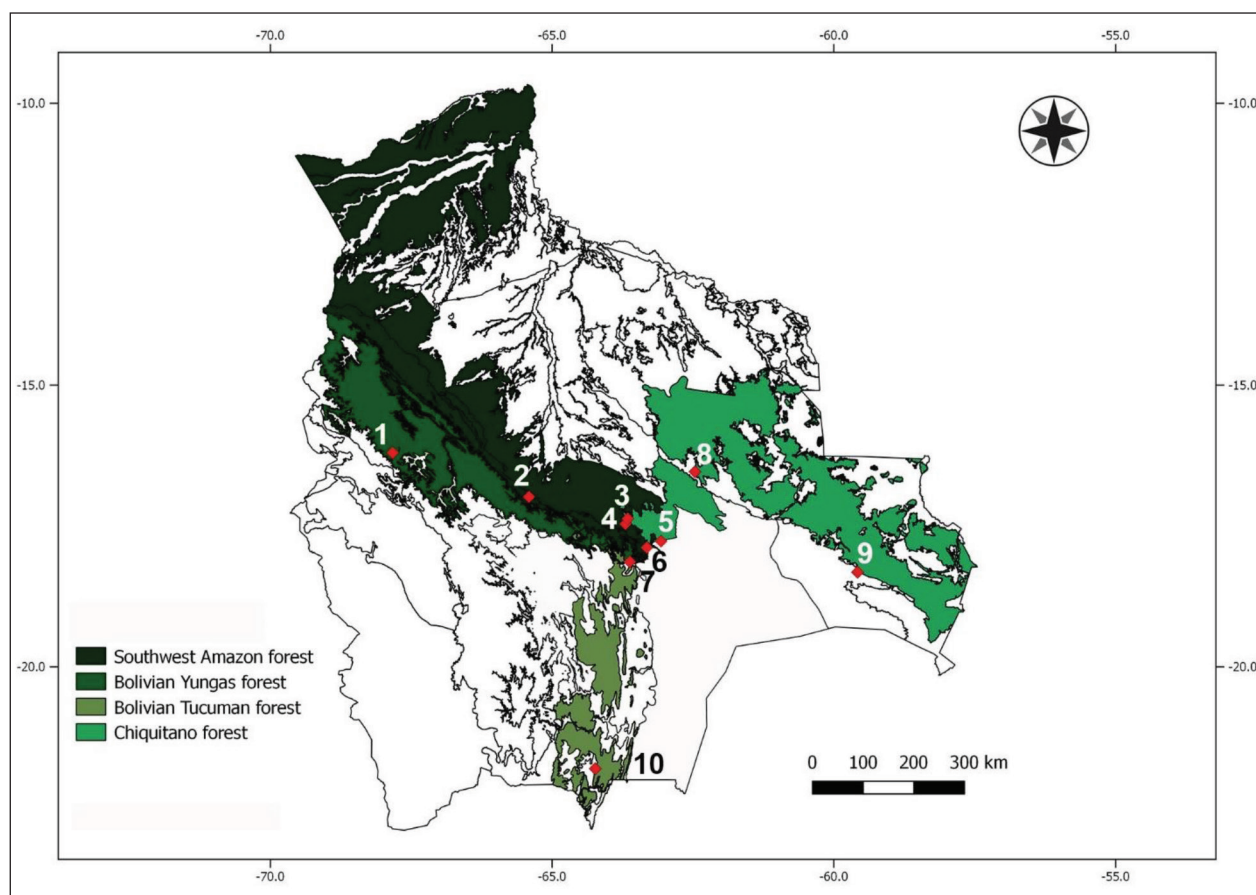 -70.0 -65.0 -60.0 -55.0
-10.0 -10.0
-15.0 -15.0
1
2
3
4
5
6
7
8
9
10
-20.0 -20.0
Southwest Amazon forest
Bolivian Yungas forest
Bolivian Tucuman forest
Chiquitano forest
0 100 200 300 km
-70.0 -65.0 -60.0 -55.0